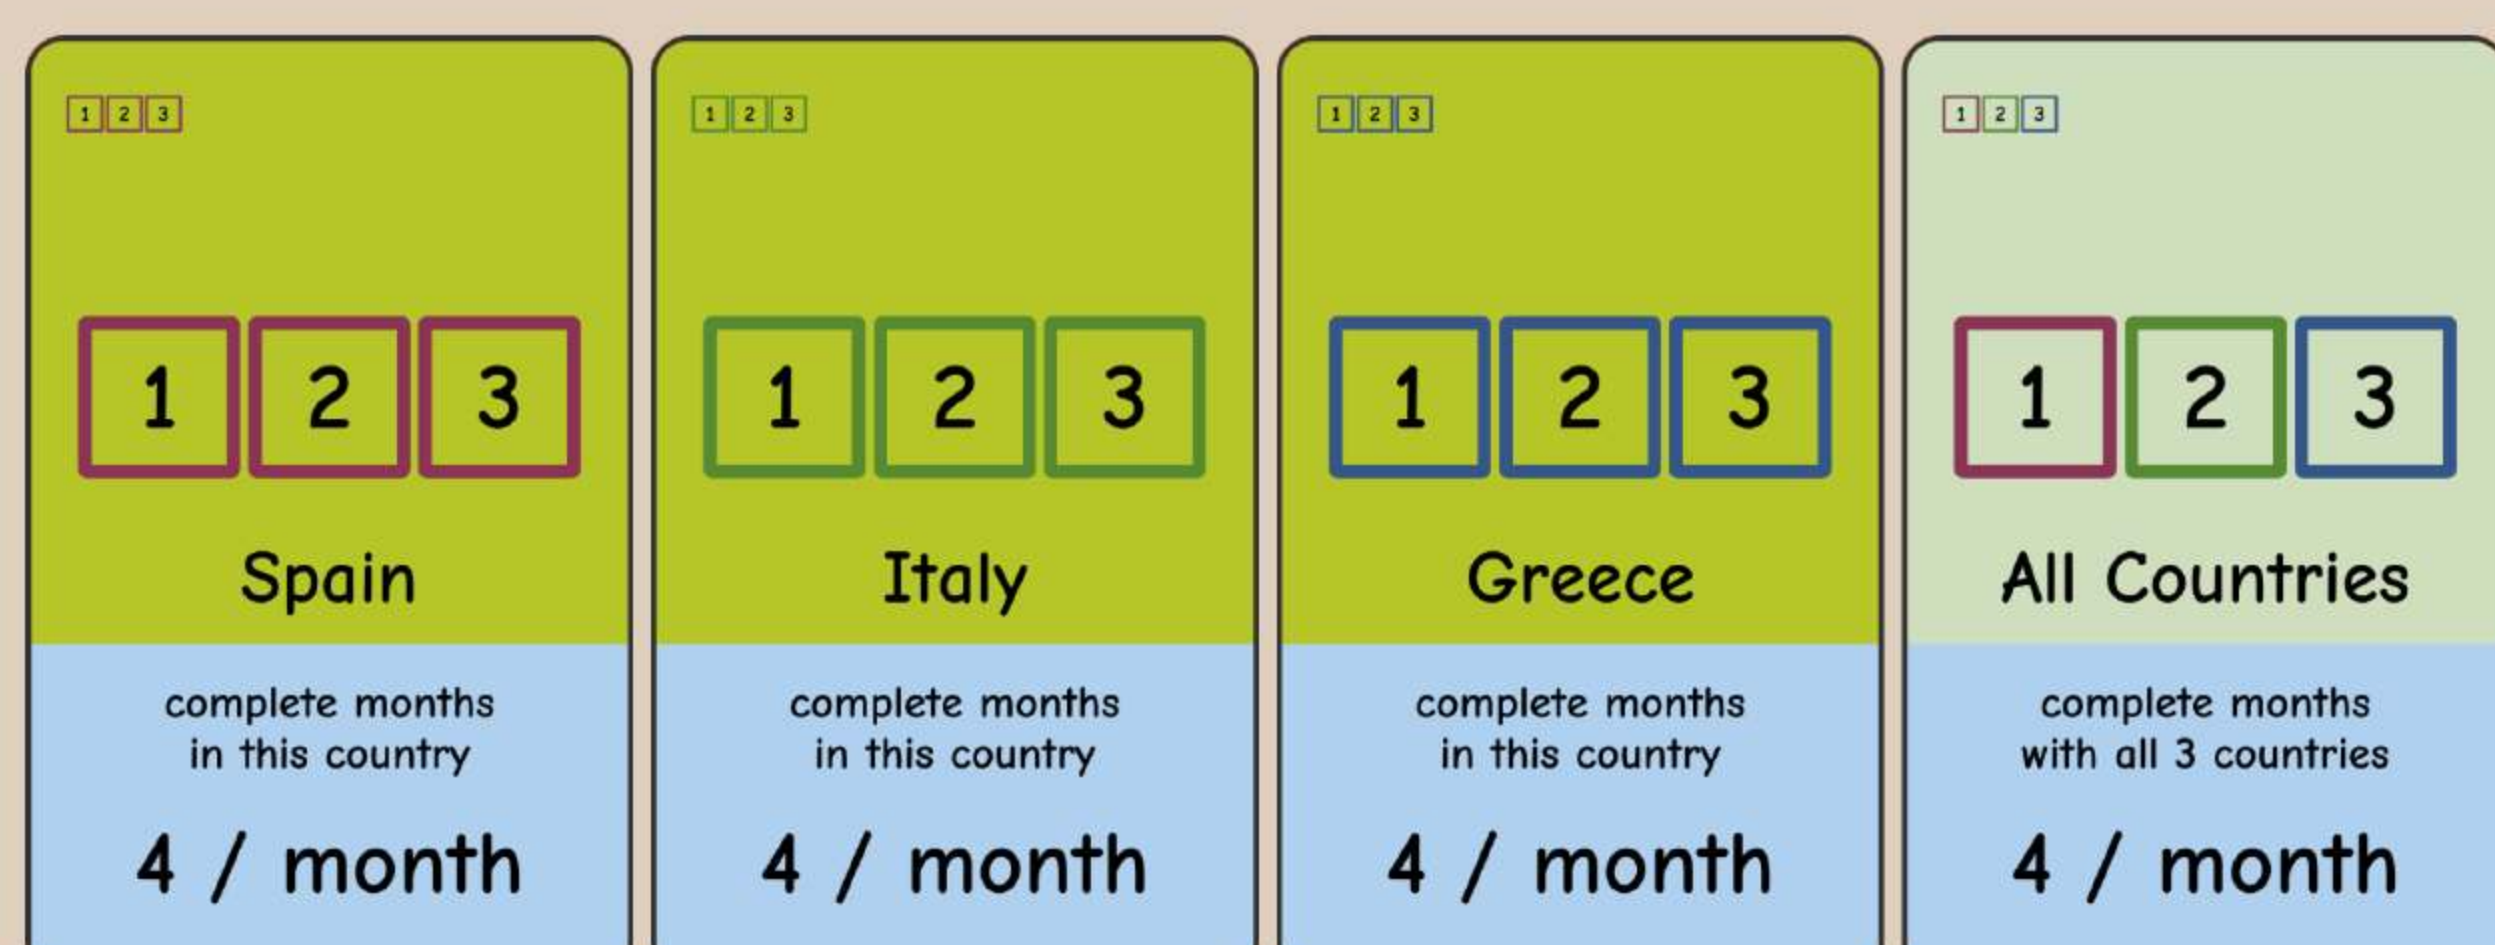 1 2 3
1 2 3
Spain
complete months
in this country
4 / month
1 2 3
1 2 3
Italy
complete months
in this country
4 / month
1 2 3
1 2 3
Greece
complete months
in this country
4 / month
1 2 3
1 2 3
All Countries
complete months
with all 3 countries
4 / month